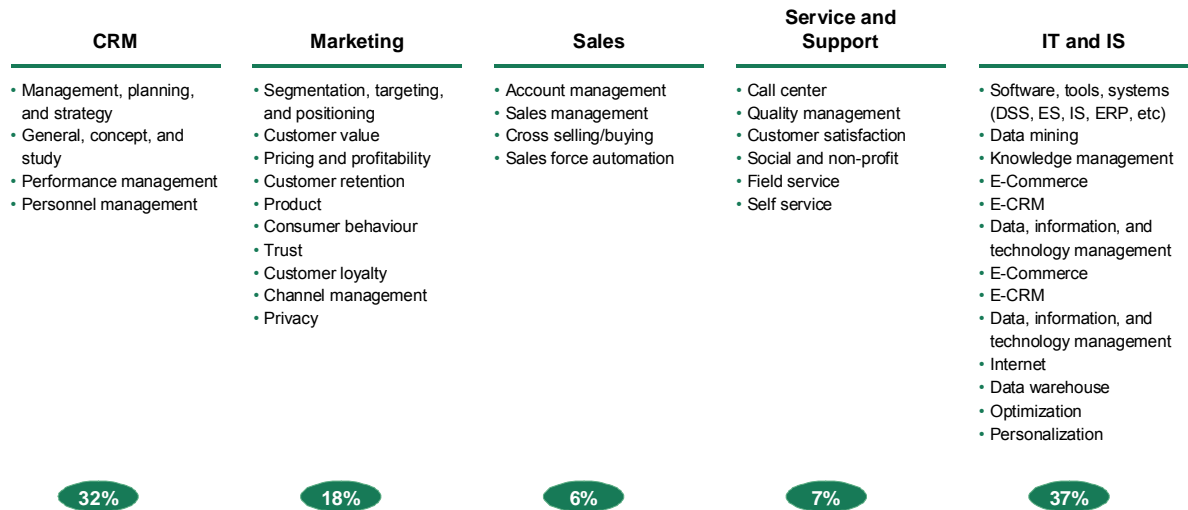 CRM
• Management, planning,
and strategy
• General, concept, and
study
• Performance management
• Personnel management
32%
Marketing
• Segmentation, targeting,
and positioning
• Customer value
• Pricing and profitability
• Customer retention
• Product
• Consumer behaviour
• Trust
• Customer loyalty
• Channel management
• Privacy
18%
Sales
• Account management
• Sales management
• Cross selling/buying
• Sales force automation
6%
Service and
Support
• Call center
• Quality management
• Customer satisfaction
• Social and non-profit
• Field service
• Self service
7%
IT and IS
• Software, tools, systems
(DSS, ES, IS, ERP, etc)
• Data mining
• Knowledge management
• E-Commerce
• E-CRM
• Data, information, and
technology management
• E-Commerce
• E-CRM
• Data, information, and
technology management
• Internet
• Data warehouse
• Optimization
• Personalization
37%